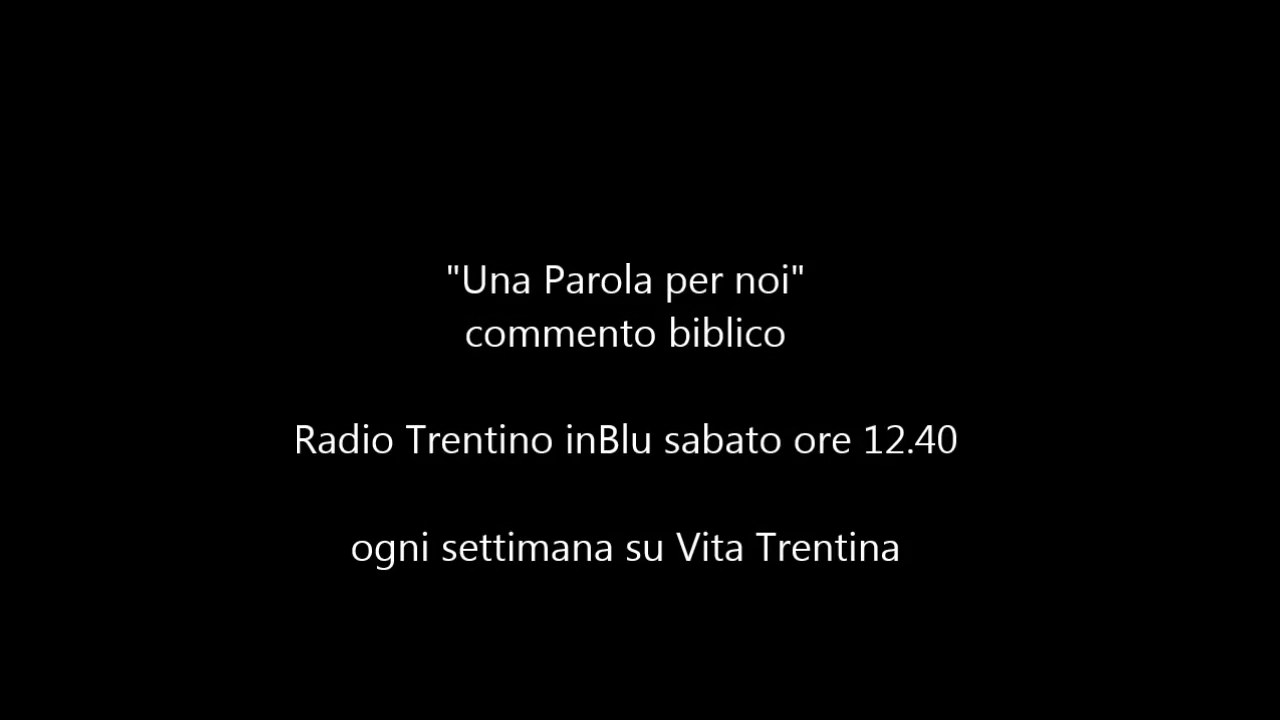 "Una Parola per noi"
commento biblico
Radio Trentino inBlu sabato ore 12.40
ogni settimana su Vita Trentina